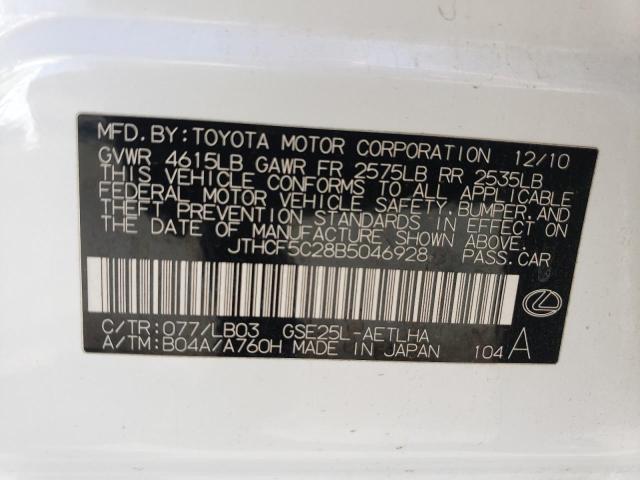 MFD.BY:TOYOTA MOTOR CORPORATION 12/10
GVWR 4615LB GAWR FR 2575LB RR 2535LB
THIS VEHICLE CONFORMS TO ALL APPLICABLE
FEDERAL MOTOR VEHICLE SAFETY,BUMPER,AND
THEFT PREVENTION STANDARDS IN EFFECT ON
THE DATE OF MANUFACTURE SHOWN ABOVE.
JTHCF5C28B5046928 PASS.CAR
C/TR:077/LB03 GSE25L-AETLHA
A/TM:B04A/A760H MADE IN JAPAN 104 A